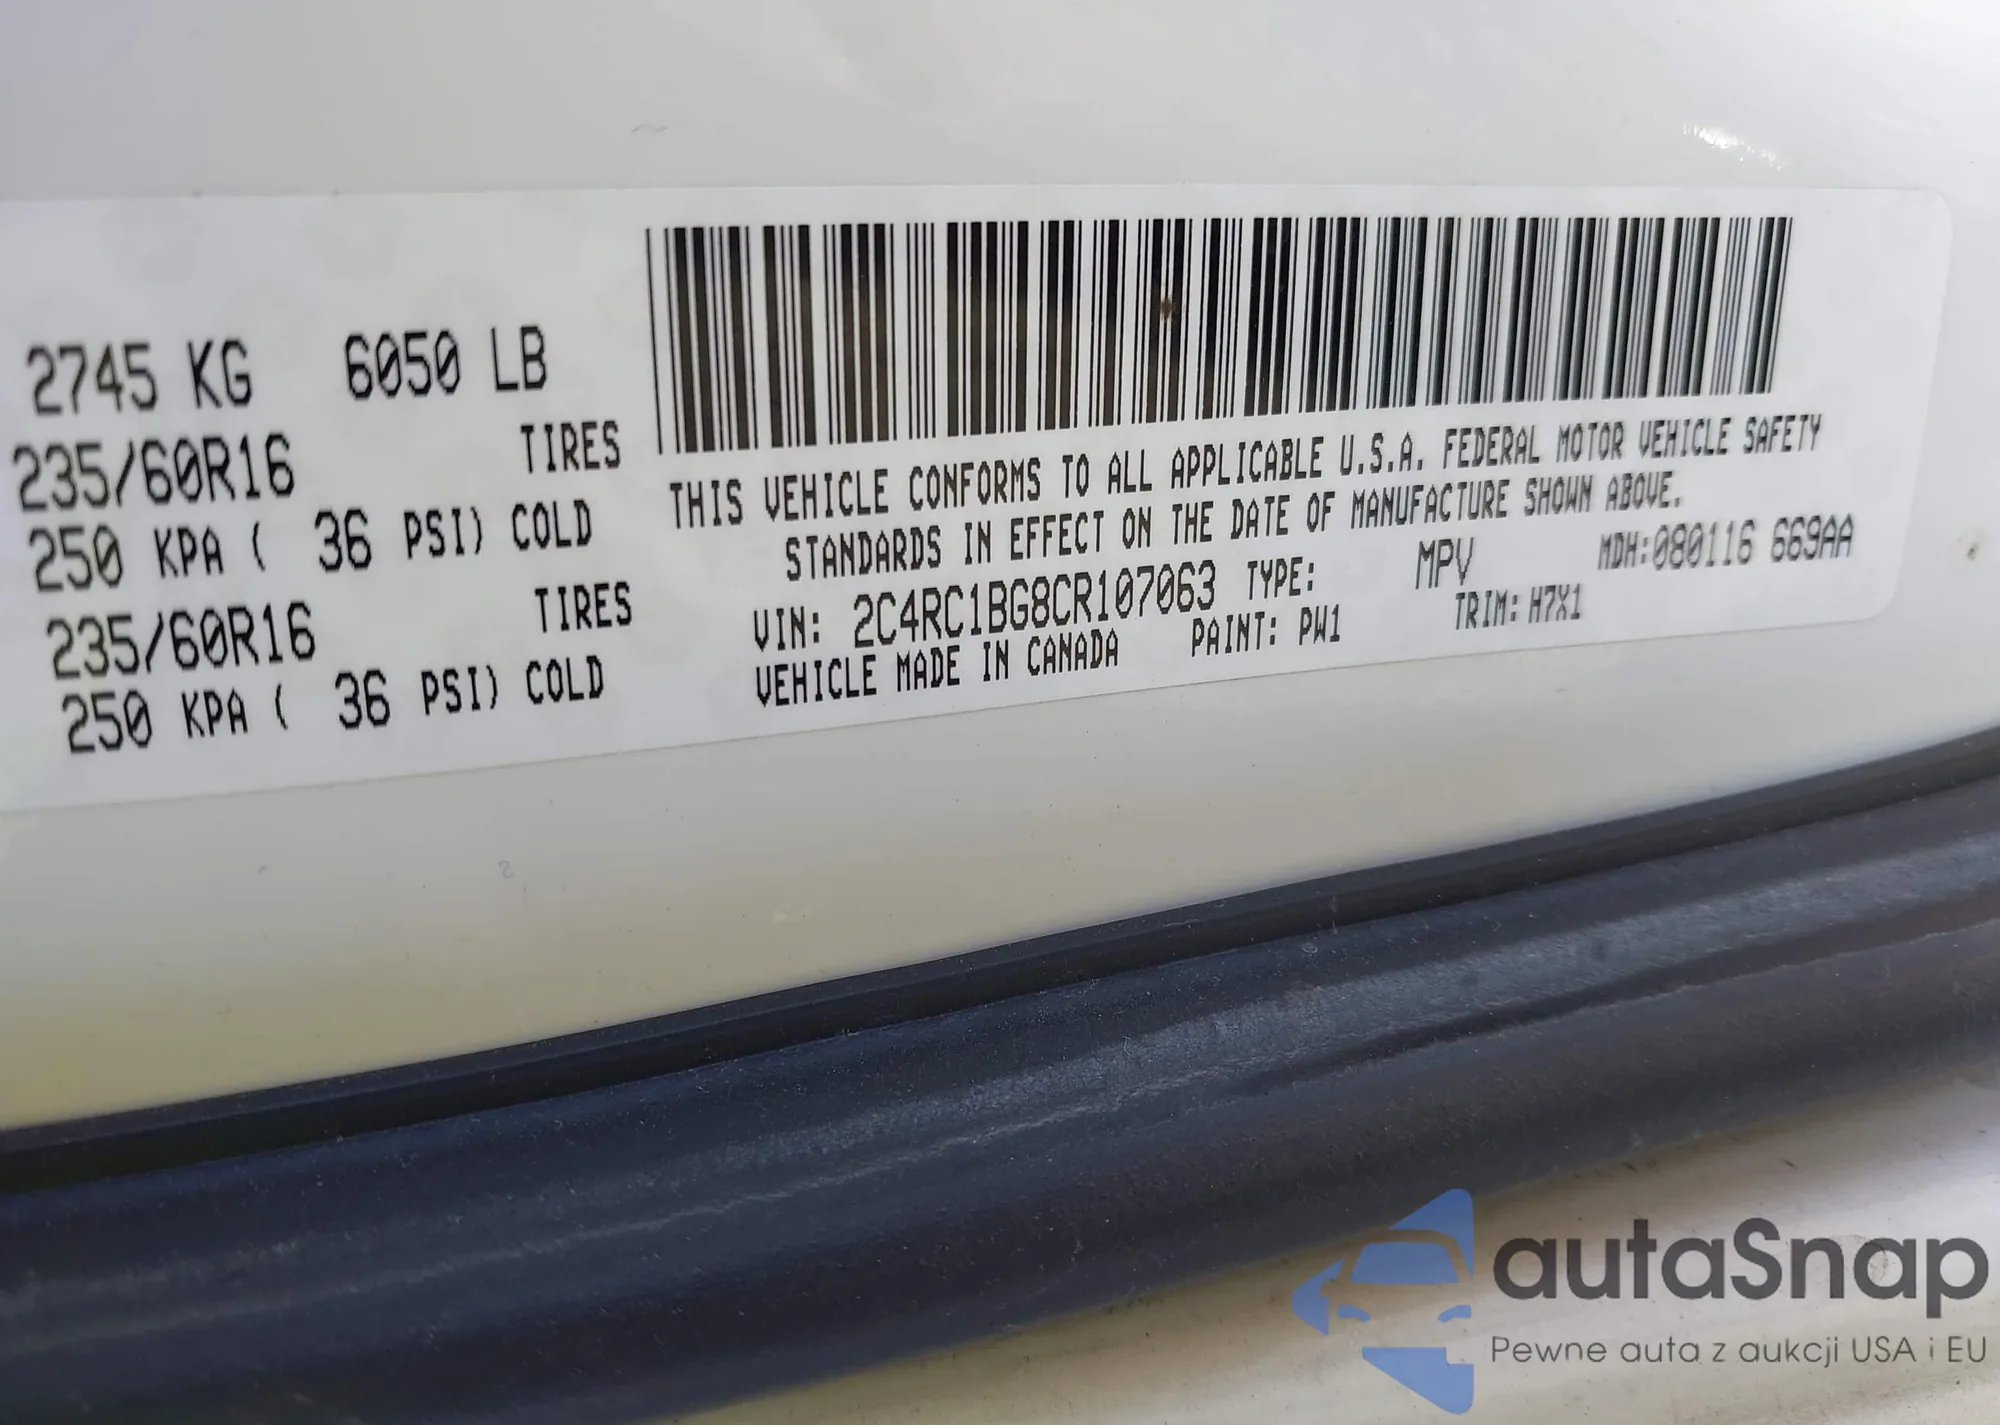 2745 KG 6050 LB
235/60R16 TIRES
250 KPA ( 36 PSI) COLD
235/60R16 TIRES
250 KPA ( 36 PSI) COLD
THIS VEHICLE CONFORMS TO ALL APPLICABLE U.S.A. FEDERAL MOTOR VEHICLE SAFETY
STANDARDS IN EFFECT ON THE DATE OF MANUFACTURE SHOWN ABOVE.
VIN: 2C4RC1BG8CR107063 TYPE: MPV MDH:080116 669AA
VEHICLE MADE IN CANADA PAINT: PW1 TRIM: H7X1
autaSnap
Pewne auta z aukcji USA i EU